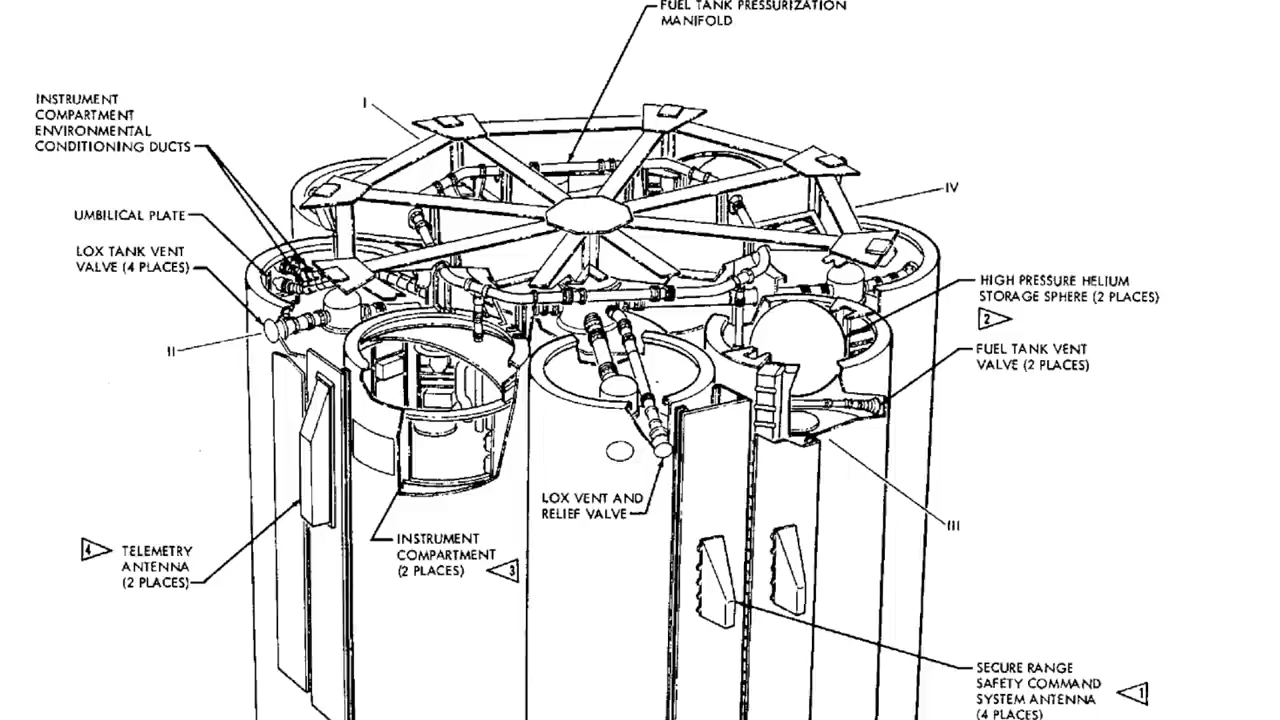 FUEL TANK PRESSURIZATION
MANIFOLD
I
INSTRUMENT
COMPARTMENT
ENVIRONMENTAL
CONDITIONING DUCTS
IV
UMBILICAL PLATE
LOX TANK VENT
VALVE (4 PLACES)
HIGH PRESSURE HELIUM
STORAGE SPHERE (2 PLACES)
2
II
FUEL TANK VENT
VALVE (2 PLACES)
LOX VENT AND
RELIEF VALVE
III
INSTRUMENT
COMPARTMENT
(2 PLACES)
3
4
TELEMETRY
ANTENNA
(2 PLACES)
SECURE RANGE
SAFETY COMMAND
SYSTEM ANTENNA
(4 PLACES)
1